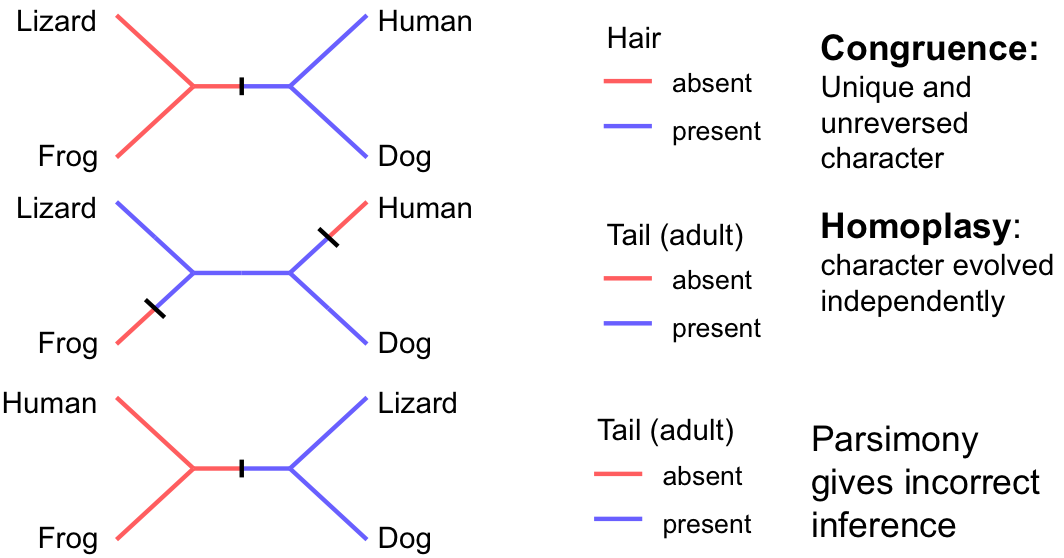 Lizard
Human
Frog
Dog
Hair
absent
present
Congruence:
Unique and
unreversed
character
Lizard
Human
Frog
Dog
Tail (adult)
absent
present
Homoplasy:
character evolved
independently
Human
Lizard
Frog
Dog
Tail (adult)
absent
present
Parsimony
gives incorrect
inference